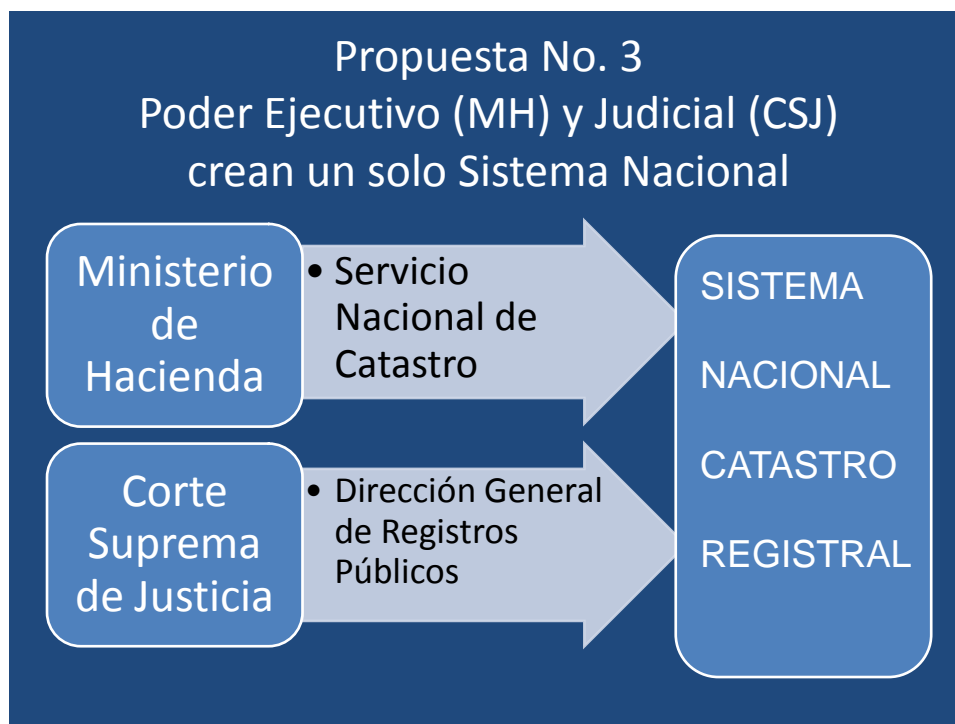 Propuesta No. 3
Poder Ejecutivo (MH) y Judicial (CSJ)
crean un solo Sistema Nacional
Ministerio
de
Hacienda
• Servicio
Nacional de
Catastro
Corte
Suprema
de Justicia
• Dirección General
de Registros
Públicos
SISTEMA
NACIONAL
CATASTRO
REGISTRAL